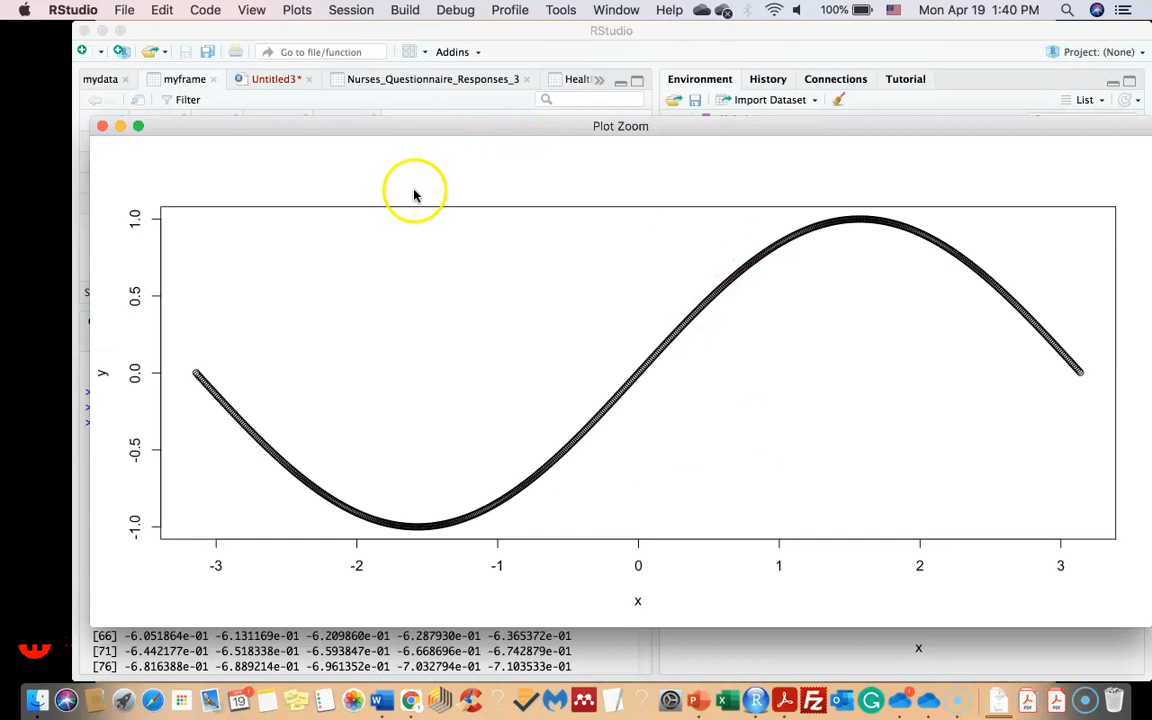 RStudio File Edit Code View Plots Session Build Debug Profile Tools Window Help 100% Mon Apr 19 1:40 PM
RStudio
Go to file/function Addins Project: (None)
mydata myframe Untitled3* Nurses_Questionnaire_Responses_3 Healt Environment History Connections Tutorial
Filter Import Dataset List
Plot Zoom
1.0
0.5
0.0
-0.5
-1.0
y
-3 -2 -1 0 1 2 3
x
>
>
>
[66] -6.051864e-01 -6.131169e-01 -6.209860e-01 -6.287930e-01 -6.365372e-01
[71] -6.442177e-01 -6.518338e-01 -6.593847e-01 -6.668696e-01 -6.742879e-01
[76] -6.816388e-01 -6.889214e-01 -6.961352e-01 -7.032794e-01 -7.103533e-01
x